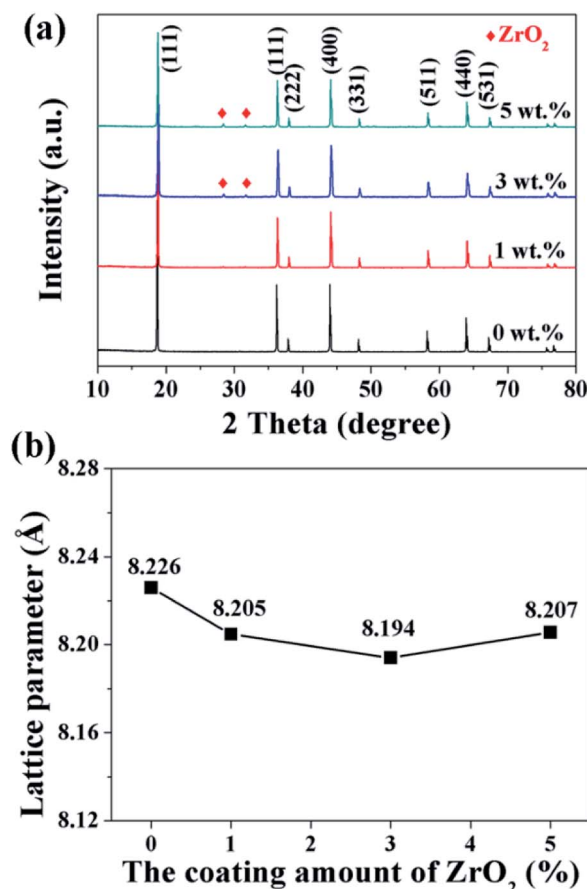 (a)
♦ZrO₂
(111)
(111)
(222)
(400)
(331)
(511)
(440)
(531)
5 wt.%
3 wt.%
1 wt.%
0 wt.%
Intensity (a.u.)
10 20 30 40 50 60 70 80
2 Theta (degree)
(b)
8.28
8.24
8.20
8.16
8.12
Lattice parameter (Å)
8.226
8.205
8.194
8.207
0 1 2 3 4 5
The coating amount of ZrO₂ (%)